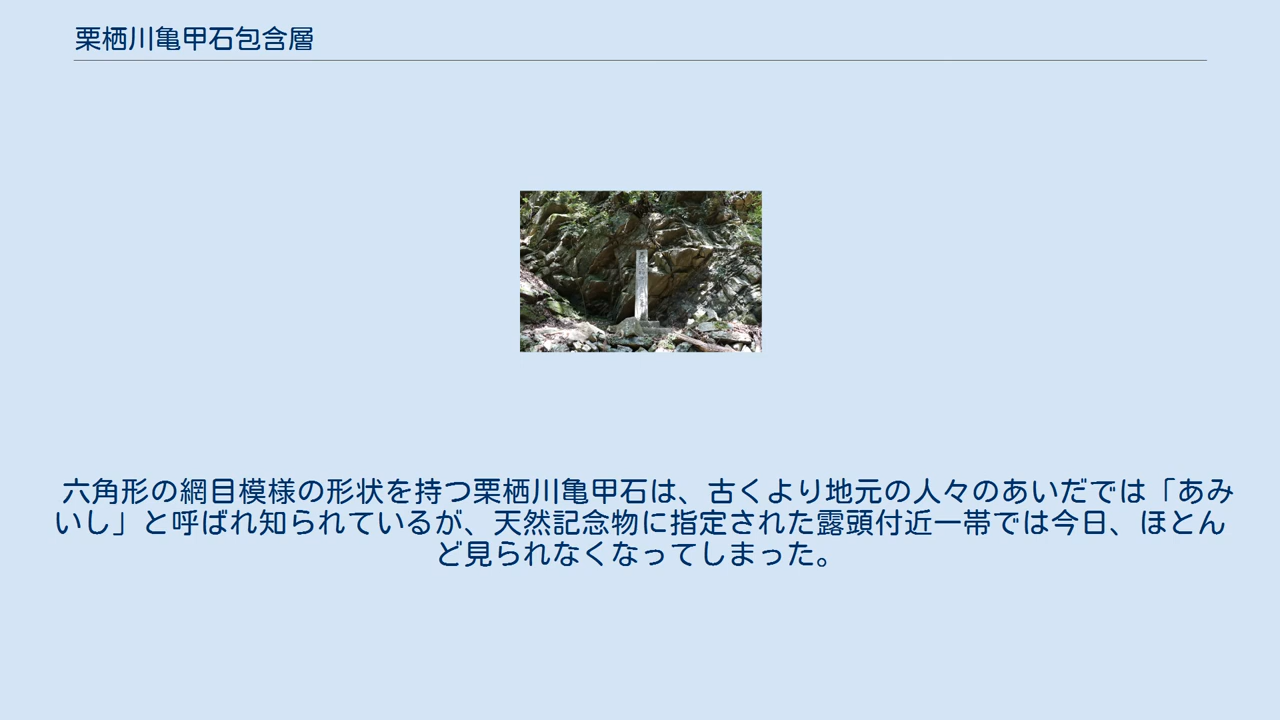 栗栖川亀甲石包含層
六角形の網目模様の形状を持つ栗栖川亀甲石は、古くより地元の人々のあいだでは「あみ
いし」と呼ばれ知られているが、天然記念物に指定された露頭付近一帯では今日、ほとん
ど見られなくなってしまった。